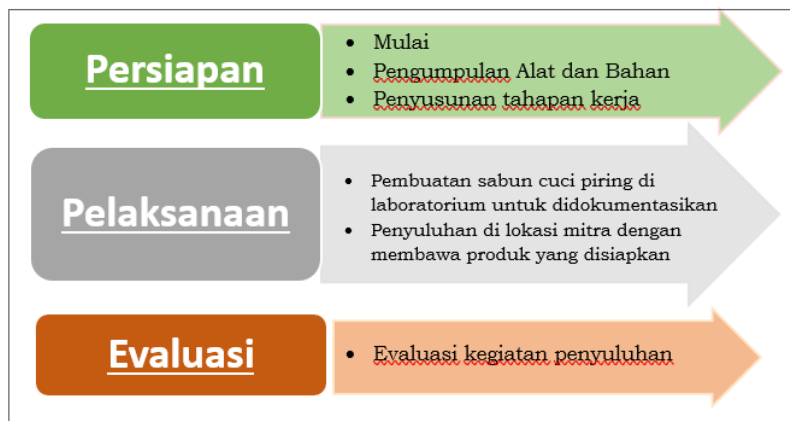 Persiapan
• Mulai
• Pengumpulan Alat dan Bahan
• Penyusunan tahapan kerja
Pelaksanaan
• Pembuatan sabun cuci piring di
laboratorium untuk didokumentasikan
• Penyuluhan di lokasi mitra dengan
membawa produk yang disiapkan
Evaluasi
• Evaluasi kegiatan penyuluhan